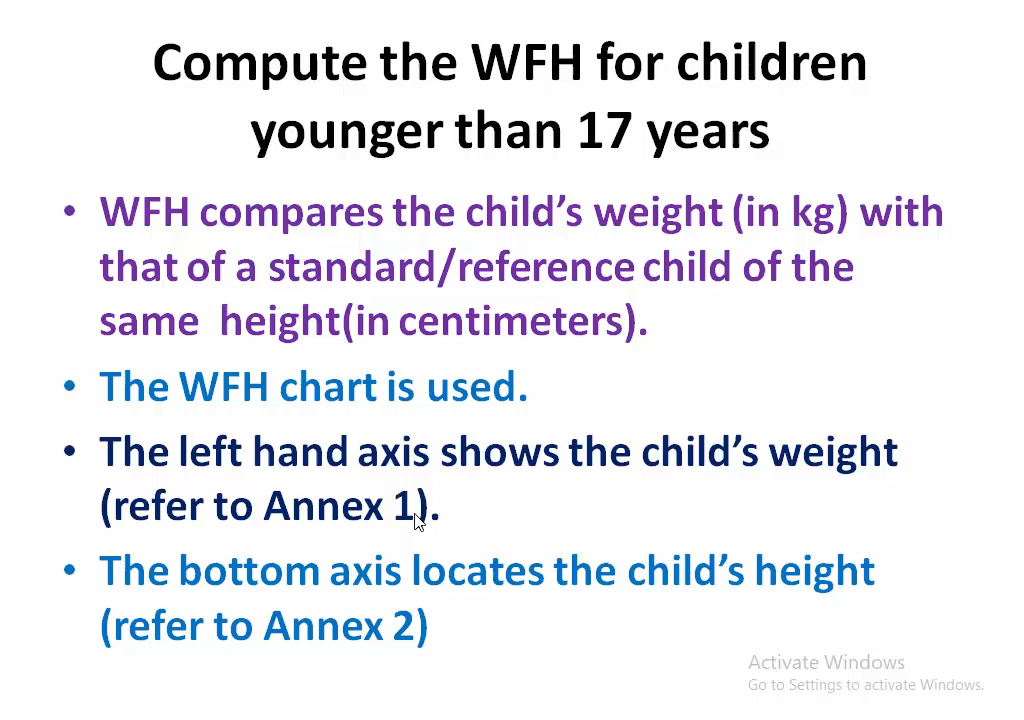 Compute the WFH for children
younger than 17 years
• WFH compares the child’s weight (in kg) with
that of a standard/reference child of the
same height(in centimeters).
• The WFH chart is used.
• The left hand axis shows the child’s weight
(refer to Annex 1).
• The bottom axis locates the child’s height
(refer to Annex 2)
Activate Windows
Go to Settings to activate Windows.